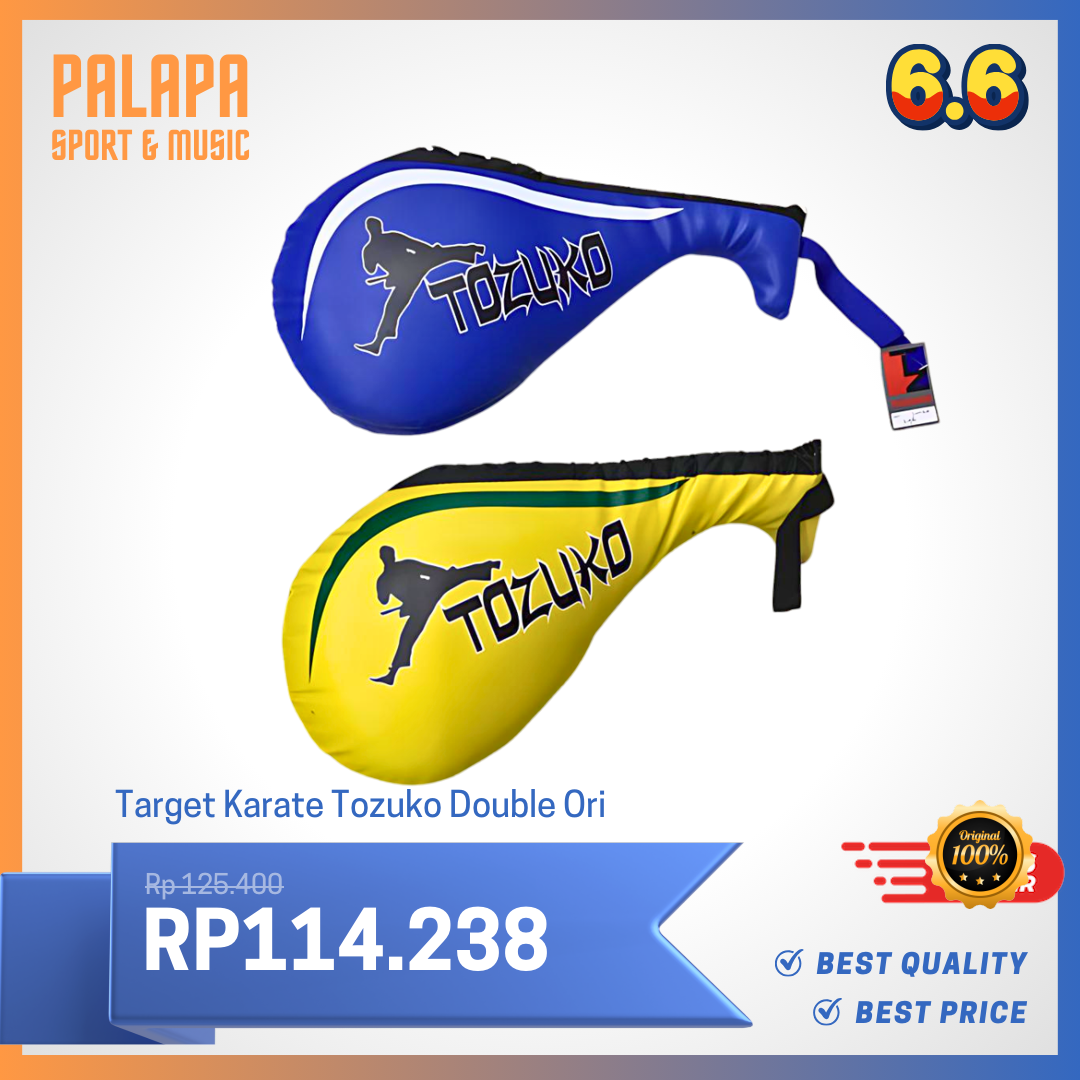 PALAPA
SPORT & MUSIC
6.6
TOZUKO
TOZUKO
Target Karate Tozuko Double Ori
Rp 125.400
RP114.238
Original
100%
BEST QUALITY
BEST PRICE